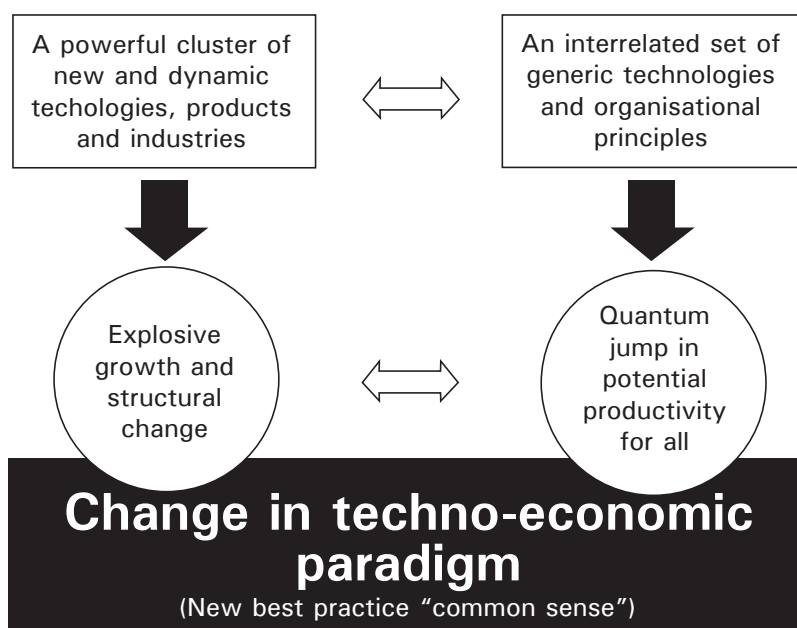 A powerful cluster of
new and dynamic
techologies, products
and industries
An interrelated set of
generic technologies
and organisational
principles
Explosive
growth and
structural
change
Quantum
jump in
potential
productivity
for all
Change in techno-economic
paradigm
(New best practice “common sense”)